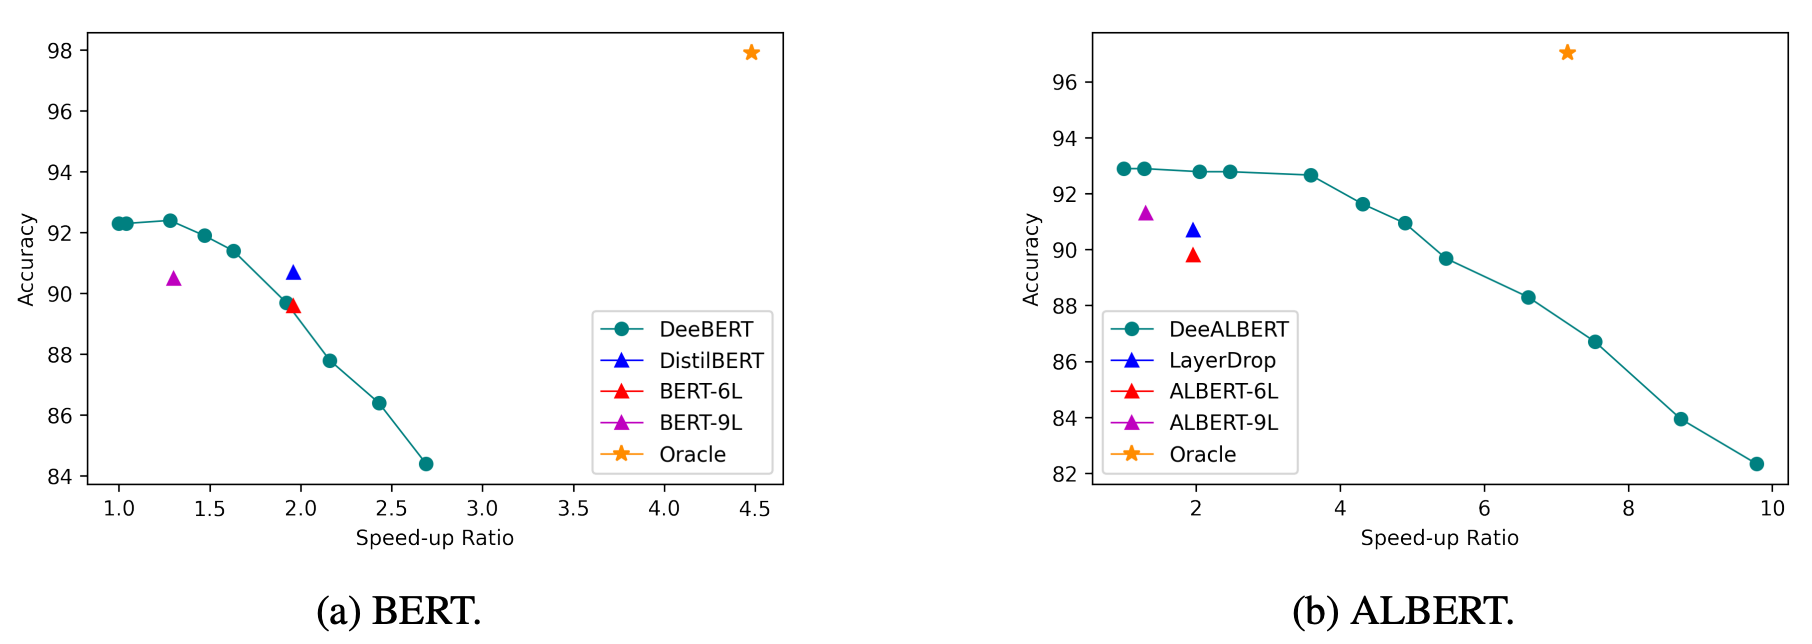 98
96
94
92
90
88
86
84
Accuracy
1.0 1.5 2.0 2.5 3.0 3.5 4.0 4.5
Speed-up Ratio
DeeBERT
DistilBERT
BERT-6L
BERT-9L
Oracle
(a) BERT.
96
94
92
90
88
86
84
82
Accuracy
2 4 6 8 10
Speed-up Ratio
DeeALBERT
LayerDrop
ALBERT-6L
ALBERT-9L
Oracle
(b) ALBERT.